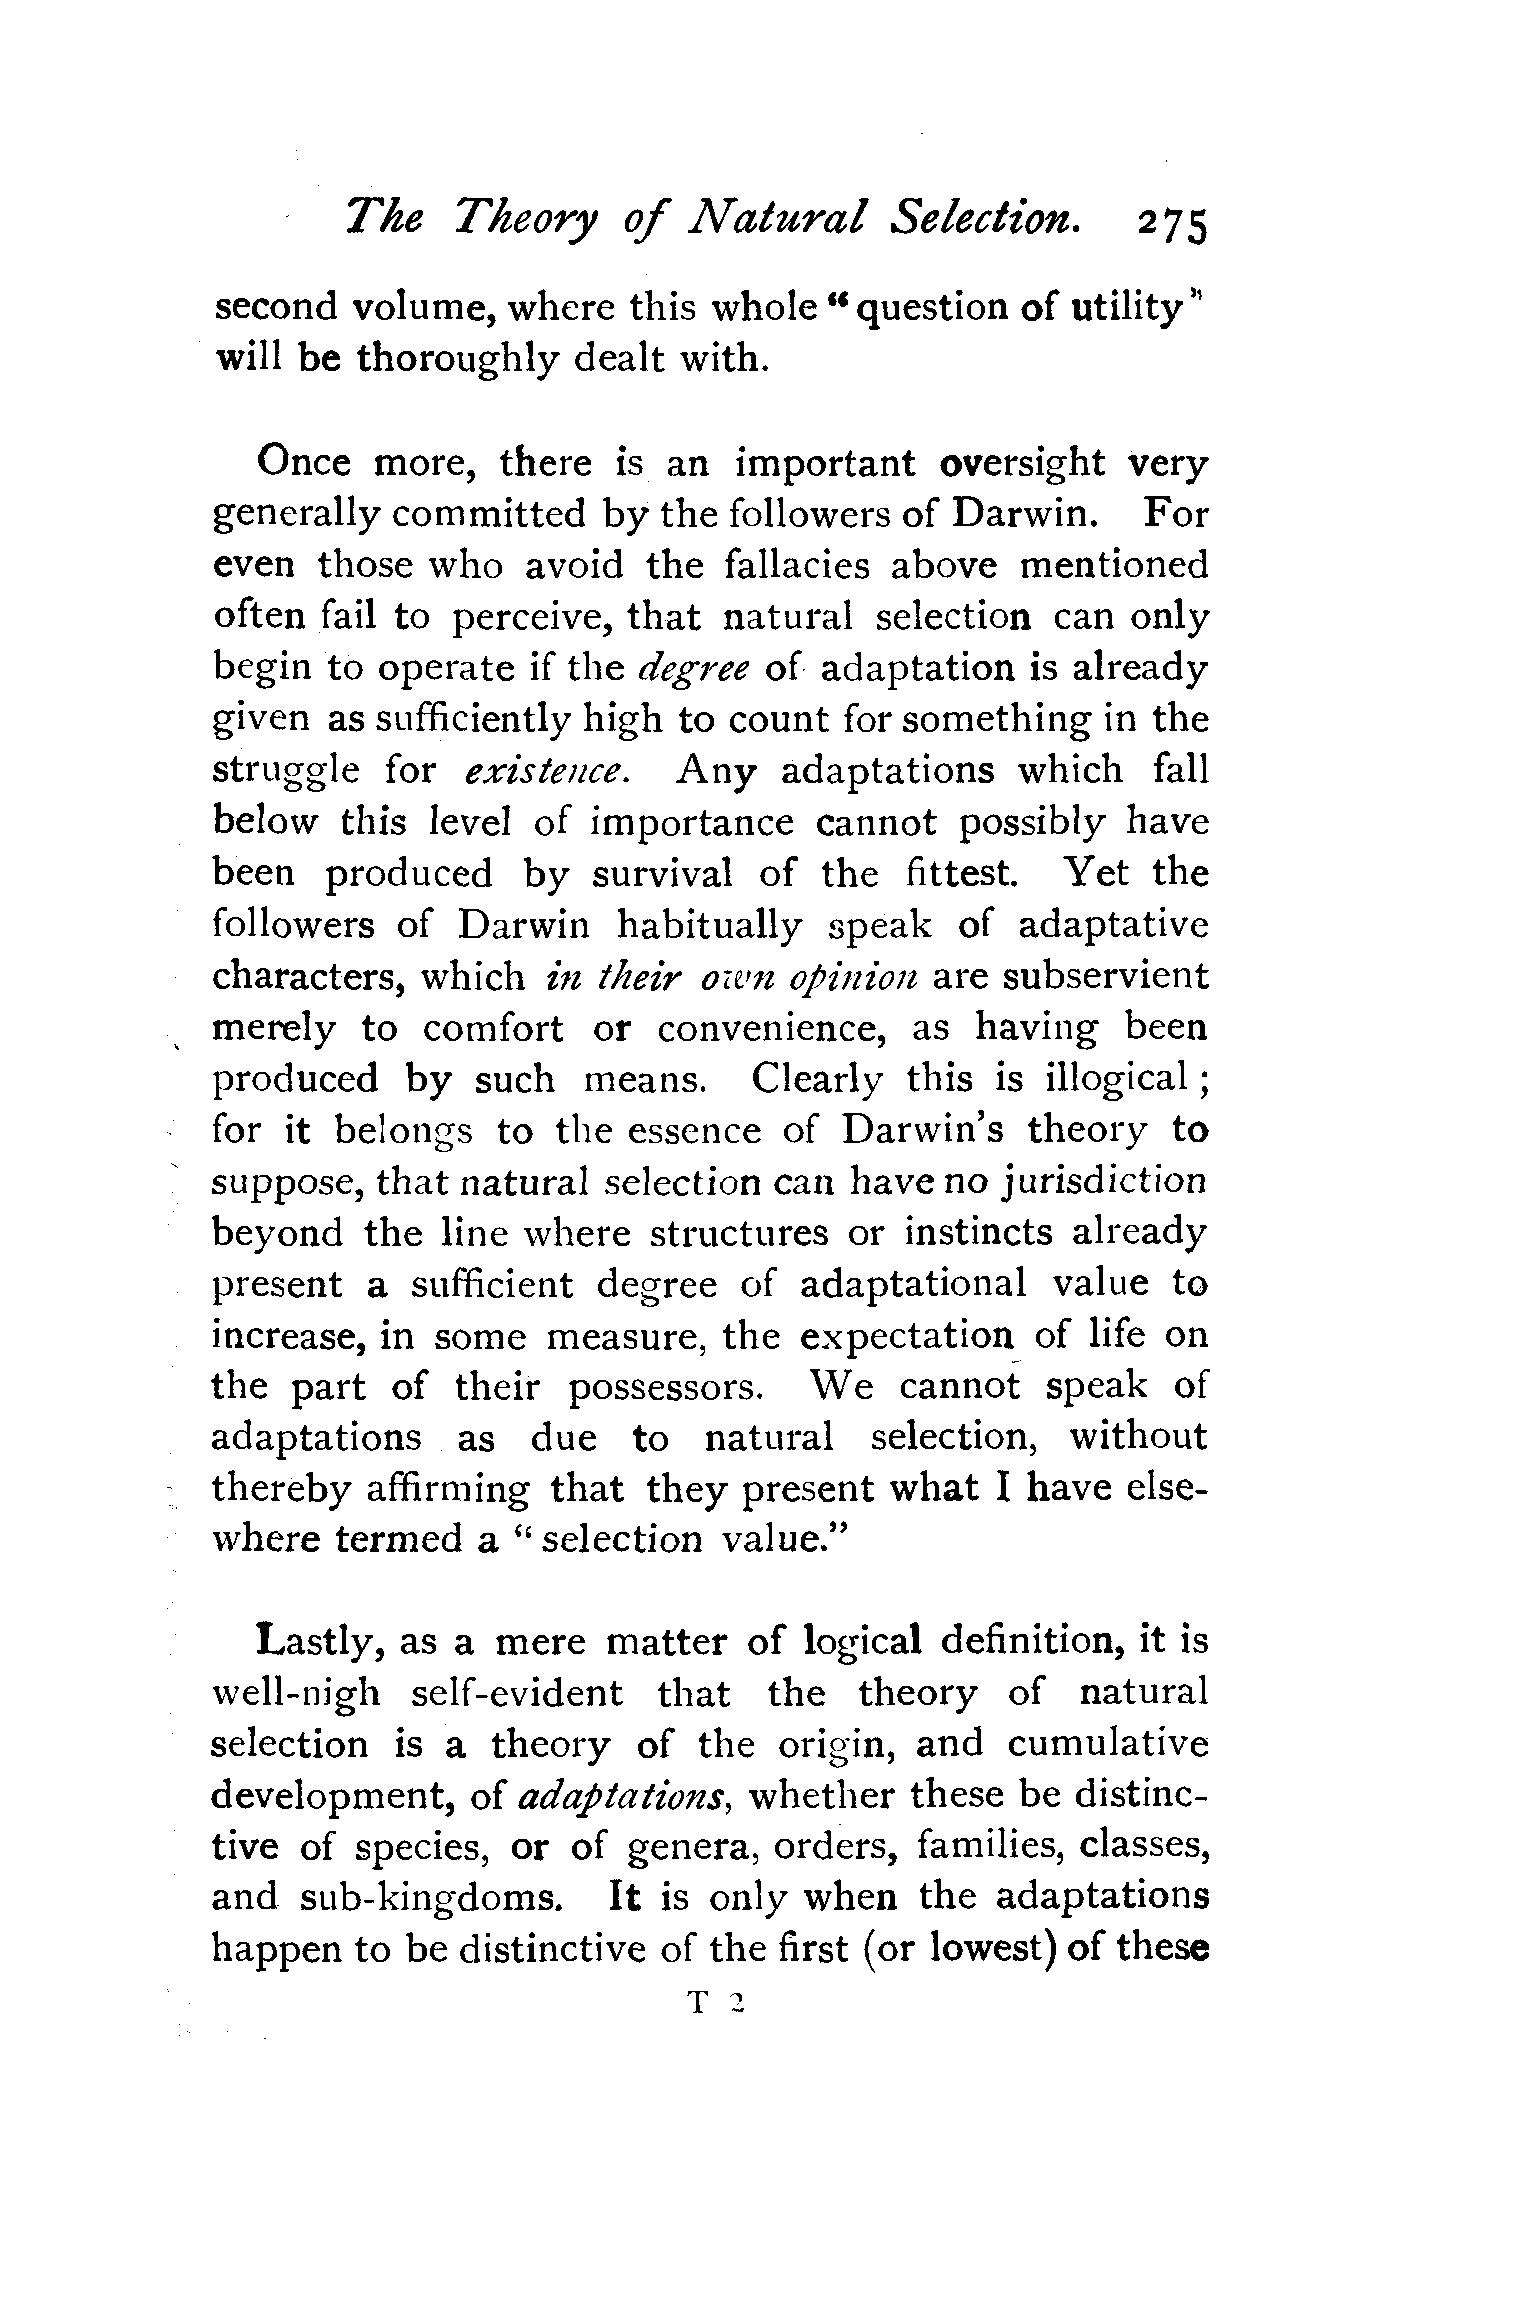 The Theory of Natural Selection. 275
second volume, where this whole “question of utility”
will be thoroughly dealt with.
Once more, there is an important oversight very
generally committed by the followers of Darwin. For
even those who avoid the fallacies above mentioned
often fail to perceive, that natural selection can only
begin to operate if the degree of adaptation is already
given as sufficiently high to count for something in the
struggle for existence. Any adaptations which fall
below this level of importance cannot possibly have
been produced by survival of the fittest. Yet the
followers of Darwin habitually speak of adaptative
characters, which in their own opinion are subservient
merely to comfort or convenience, as having been
produced by such means. Clearly this is illogical ;
for it belongs to the essence of Darwin’s theory to
suppose, that natural selection can have no jurisdiction
beyond the line where structures or instincts already
present a sufficient degree of adaptational value to
increase, in some measure, the expectation of life on
the part of their possessors. We cannot speak of
adaptations as due to natural selection, without
thereby affirming that they present what I have else-
where termed a “selection value.”
Lastly, as a mere matter of logical definition, it is
well-nigh self-evident that the theory of natural
selection is a theory of the origin, and cumulative
development, of adaptations, whether these be distinc-
tive of species, or of genera, orders, families, classes,
and sub-kingdoms. It is only when the adaptations
happen to be distinctive of the first (or lowest) of these
T 2